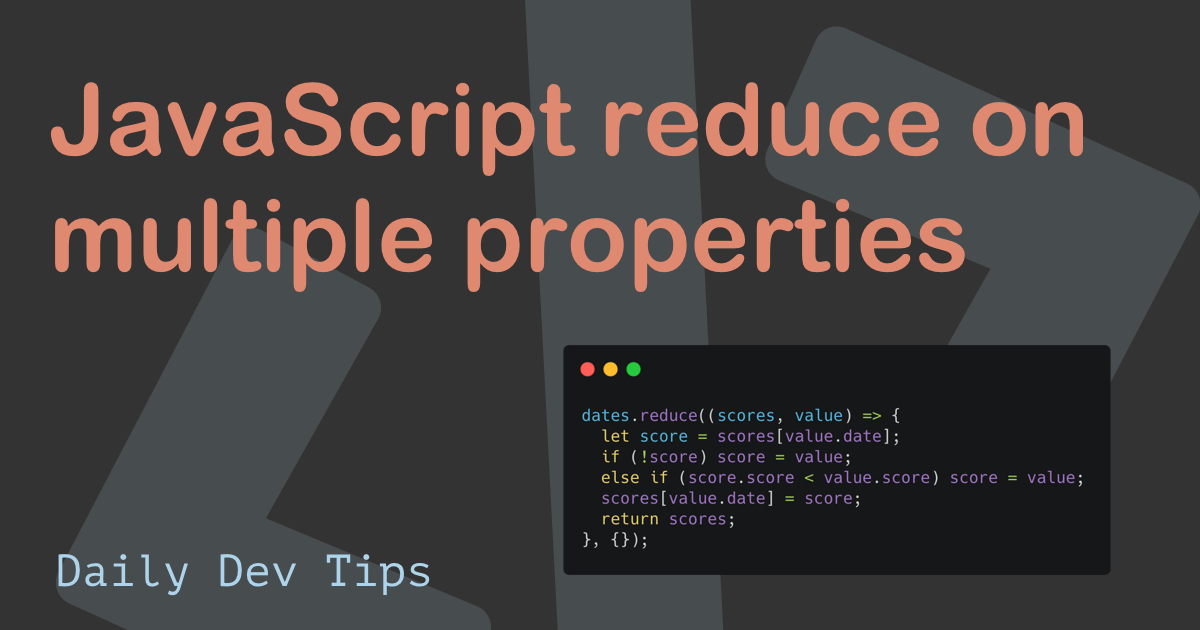 JavaScript reduce on
multiple properties
dates.reduce((scores, value) => {
  let score = scores[value.date];
  if (!score) score = value;
  else if (score.score < value.score) score = value;
  scores[value.date] = score;
  return scores;
}, {});
Daily Dev Tips